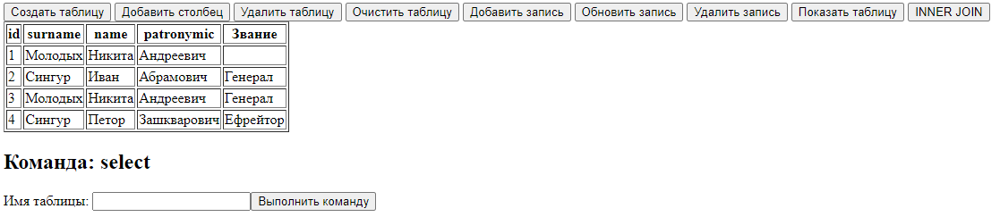 Создать таблицу Добавить столбец Удалить таблицу Очистить таблицу Добавить запись Обновить запись Удалить запись Показать таблицу INNER JOIN
id surname name patronymic Звание
1 Молодых Никита Андреевич
2 Сингур Иван Абрамович Генерал
3 Молодых Никита Андреевич Генерал
4 Сингур Петор Зашкварович Ефрейтор
Команда: select
Имя таблицы: Выполнить команду